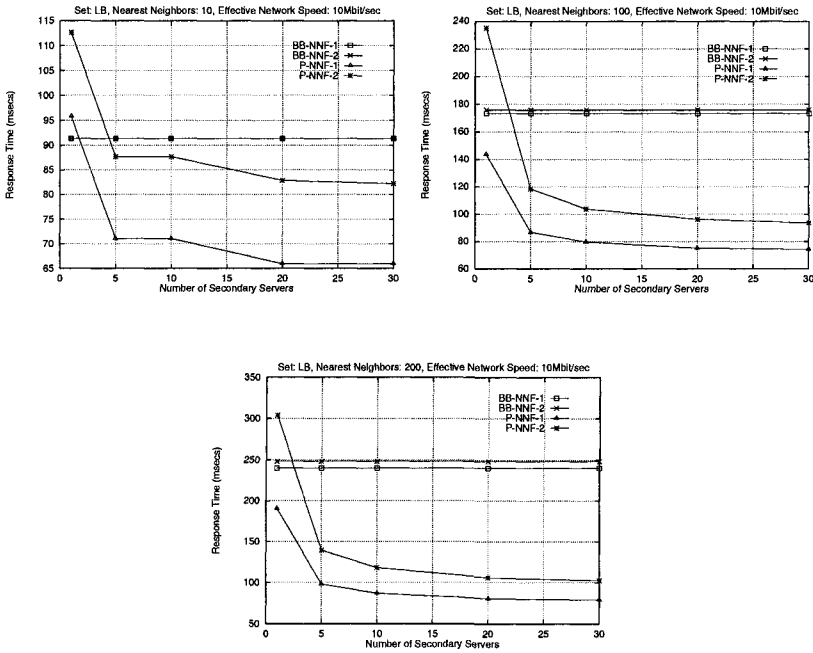 Set: LB, Nearest Neighbors: 10, Effective Network Speed: 10Mbit/sec
115
110
105
100
95
90
85
80
75
70
65
Response Time (msecs)
BB-NNF-1
BB-NNF-2
P-NNF-1
P-NNF-2
0 5 10 15 20 25 30
Number of Secondary Servers
Set: LB, Nearest Neighbors: 100, Effective Network Speed: 10Mbit/sec
240
220
200
180
160
140
120
100
80
60
Response Time (msecs)
BB-NNF-1
BB-NNF-2
P-NNF-1
P-NNF-2
0 5 10 15 20 25 30
Number of Secondary Servers
Set: LB, Nearest Neighbors: 200, Effective Network Speed: 10Mbit/sec
350
300
250
200
150
100
50
Response Time (msecs)
BB-NNF-1
BB-NNF-2
P-NNF-1
P-NNF-2
0 5 10 15 20 25 30
Number of Secondary Servers